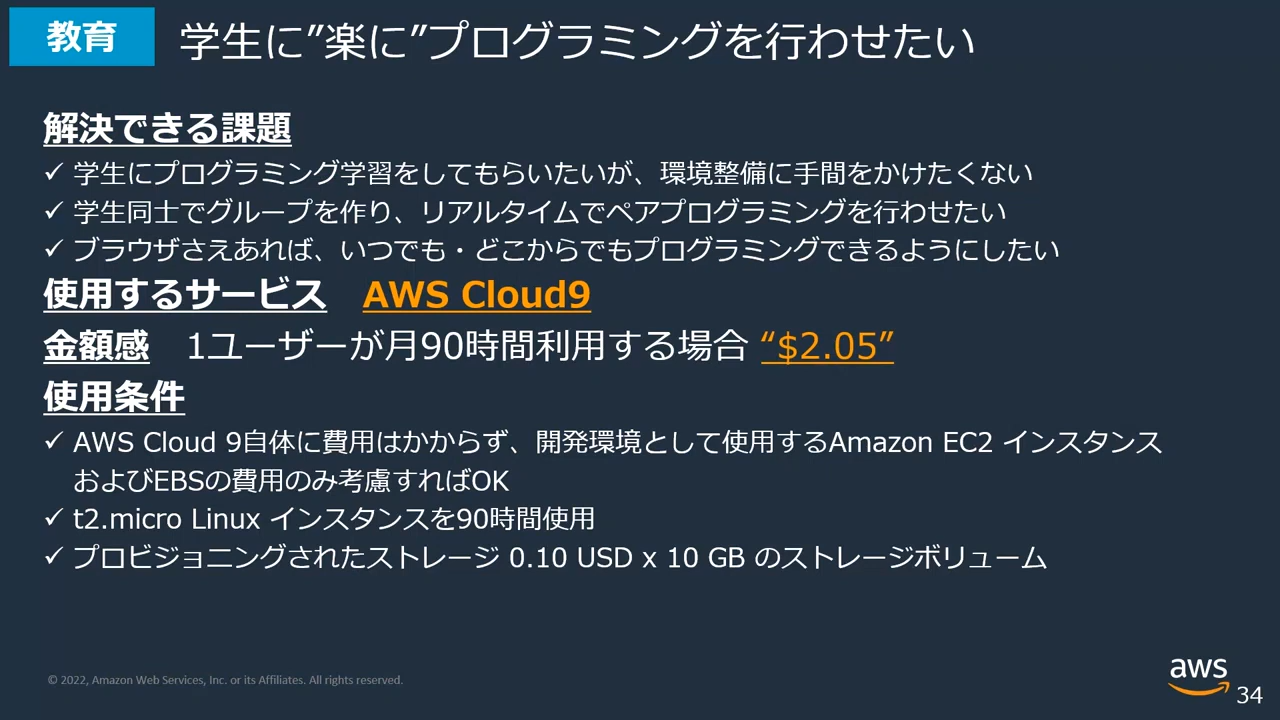 教育
学生に”楽に”プログラミングを行わせたい
解決できる課題
✓ 学生にプログラミング学習をしてもらいたいが、環境整備に手間をかけたくない
✓ 学生同士でグループを作り、リアルタイムでペアプログラミングを行わせたい
✓ ブラウザさえあれば、いつでも・どこからでもプログラミングできるようにしたい
使用するサービス AWS Cloud9
金額感 1ユーザーが月90時間利用する場合 “$2.05”
使用条件
✓ AWS Cloud 9自体に費用はかからず、開発環境として使用するAmazon EC2 インスタンス
およびEBSの費用のみ考慮すればOK
✓ t2.micro Linux インスタンスを90時間使用
✓ プロビジョニングされたストレージ 0.10 USD x 10 GB のストレージボリューム
© 2022, Amazon Web Services, Inc. or its Affiliates. All rights reserved.
aws
34